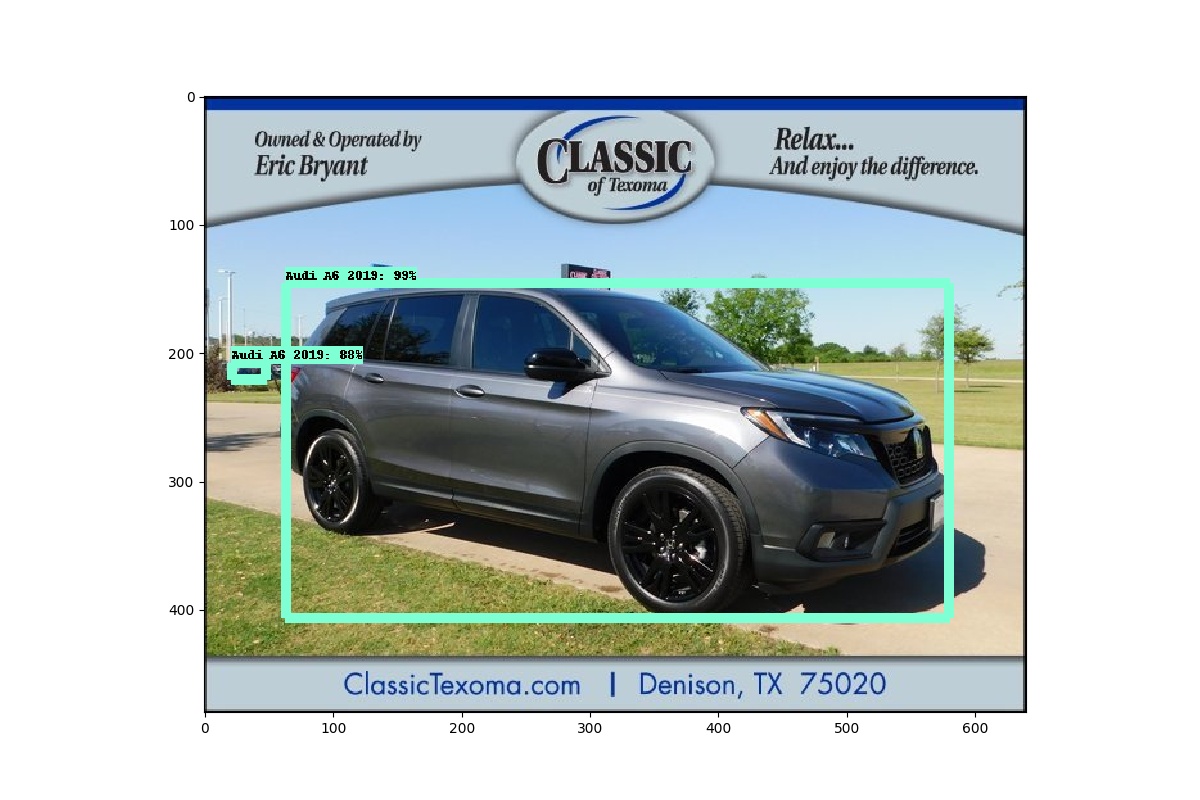 0
Owned & Operated by
Eric Bryant
CLASSIC
of Texoma
Relax...
And enjoy the difference.
100
Audi A6 2019: 99%
200
Audi A6 2019: 88%
300
400
ClassicTexoma.com | Denison, TX 75020
0 100 200 300 400 500 600